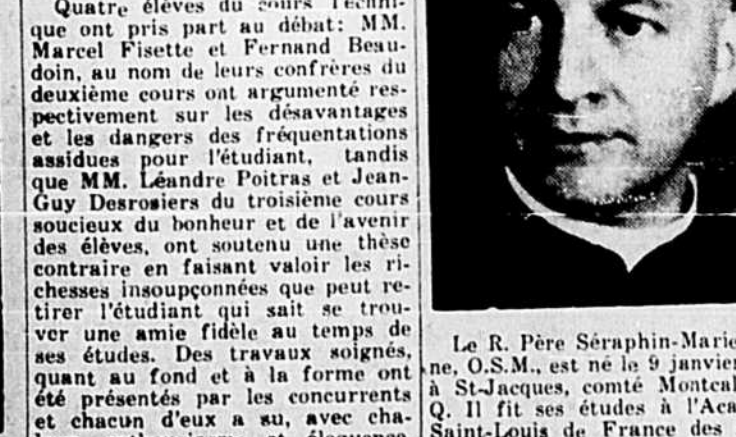 Quatre élèves du cours Techni-
que ont pris part au débat: MM.
Marcel Fisette et Fernand Beau-
doin, au nom de leurs confrères du
deuxième cours ont argumenté res-
pectivement sur les désavantages
et les dangers des fréquentations
assidues pour l'étudiant, tandis
que MM. Léandre Poitras et Jean-
Guy Desrosiers du troisième cours
soucieux du bonheur et de l'avenir
des élèves, ont soutenu une thèse
contraire en faisant valoir les ri-
chesses insoupçonnées que peut re-
tirer l'étudiant qui sait se trou-
ver une amie fidèle au temps de
ses études. Des travaux soignés,
quant au fond et à la forme ont
été présentés par les concurrents
et chacun d'eux a su, avec cha-
et éloquence
Le R. Père Séraphin-Marie
ne, O.S.M., est né le 9 janvier
à St-Jacques, comté Montcal
Q. Il fit ses études à l'Aca
Saint-Louis de France des